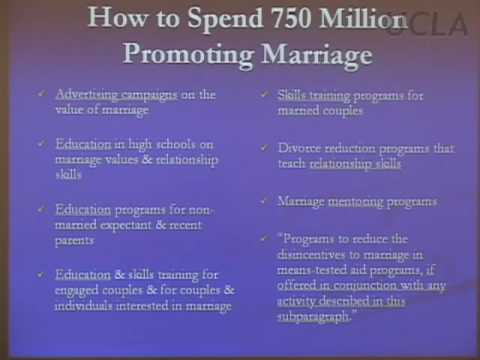 How to Spend 750 Million
Promoting Marriage
UCLA
✓ Advertising campaigns on the
value of marriage
✓ Education in high schools on
marriage values & relationship
skills
✓ Education programs for non-
married expectant & recent
parents
✓ Education & skills training for
engaged couples & for couples &
individuals interested in marriage
✓ Skills training programs for
married couples
✓ Divorce reduction programs that
teach relationship skills
✓ Marriage mentoring programs
✓ “Programs to reduce the
disincentives to marriage in
means-tested aid programs, if
offered in conjunction with any
activity described in this
subparagraph.”